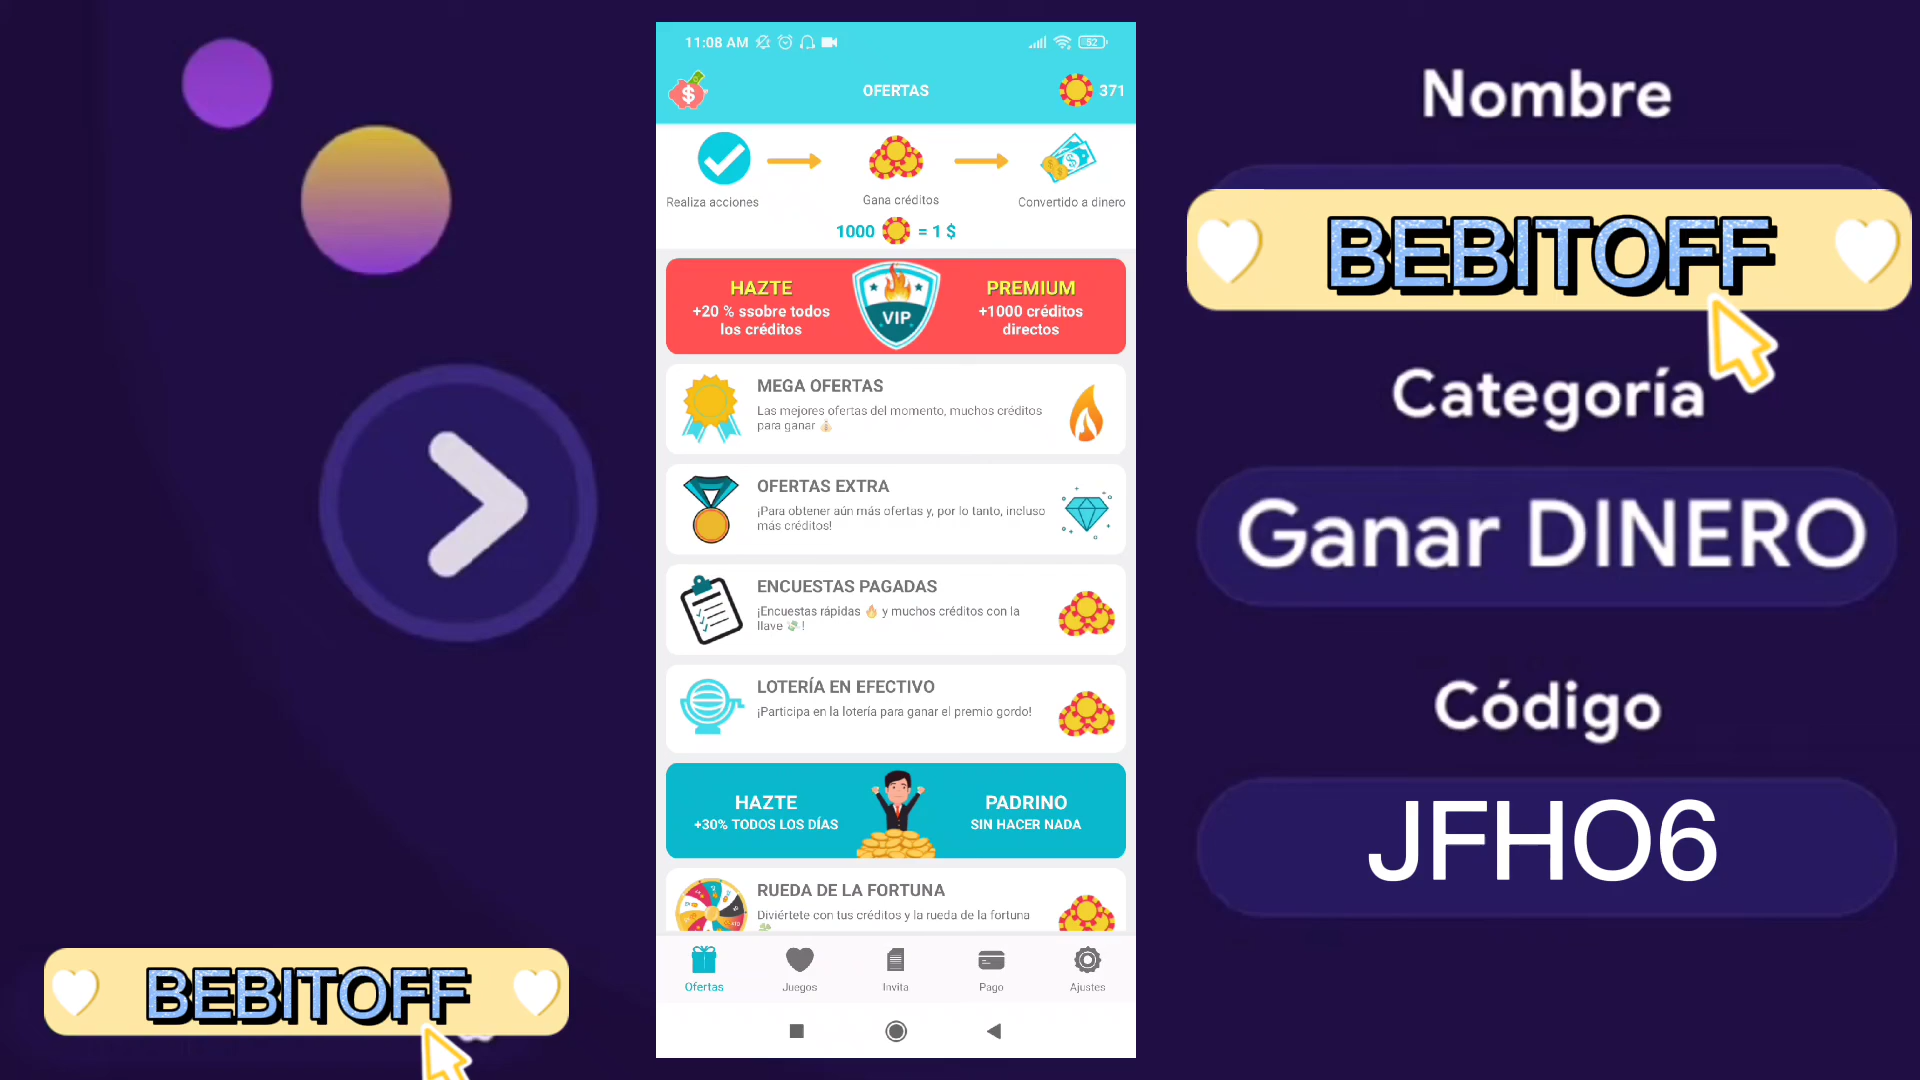 11:08 AM
52
OFERTAS
371
Realiza acciones
Gana créditos
Convertido a dinero
1000 = 1 $
HAZTE
+20 % ssobre todos
los créditos
VIP
PREMIUM
+1000 créditos
directos
MEGA OFERTAS
Las mejores ofertas del momento, muchos créditos
para ganar 💰
OFERTAS EXTRA
¡Para obtener aún más ofertas y, por lo tanto, incluso
más créditos!
ENCUESTAS PAGADAS
¡Encuestas rápidas 🔥 y muchos créditos con la
llave 💸!
LOTERÍA EN EFECTIVO
¡Participa en la lotería para ganar el premio gordo!
HAZTE
+30% TODOS LOS DÍAS
PADRINO
SIN HACER NADA
RUEDA DE LA FORTUNA
Diviértete con tus créditos y la rueda de la fortuna
🍀
Ofertas
Juegos
Invita
Pago
Ajustes
Nombre
BEBITOFF
Categoría
Ganar DINERO
Código
JFHO6
BEBITOFF